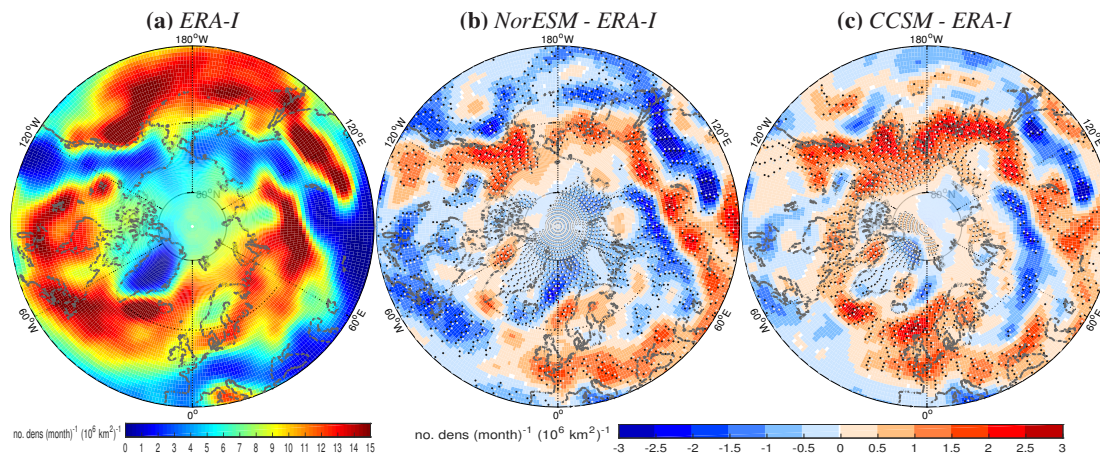 (a) ERA-I (b) NorESM - ERA-I (c) CCSM - ERA-I
180°W 180°W 180°W
120°W 120°E 120°W 120°E 120°W 120°E
80°N 80°N 80°N
60°W 60°E 60°W 60°E 60°W 60°E
0° 0° 0°
no. dens (month)⁻¹ (10⁶ km²)⁻¹ 0 1 2 3 4 5 6 7 8 9 10 11 12 13 14 15
no. dens (month)⁻¹ (10⁶ km²)⁻¹ -3 -2.5 -2 -1.5 -1 -0.5 0 0.5 1 1.5 2 2.5 3